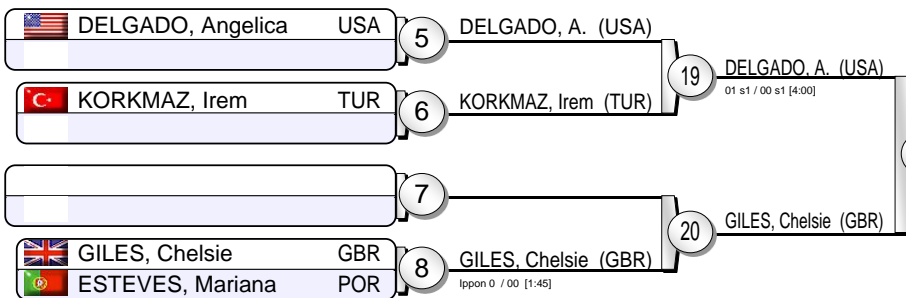 DELGADO, Angelica USA
5
DELGADO, A. (USA)
19
DELGADO, A. (USA)
01 s1 / 00 s1 [4:00]
KORKMAZ, Irem TUR
6
KORKMAZ, Irem (TUR)
7
20
GILES, Chelsie (GBR)
GILES, Chelsie GBR
ESTEVES, Mariana POR
8
GILES, Chelsie (GBR)
Ippon 0 / 00 [1:45]